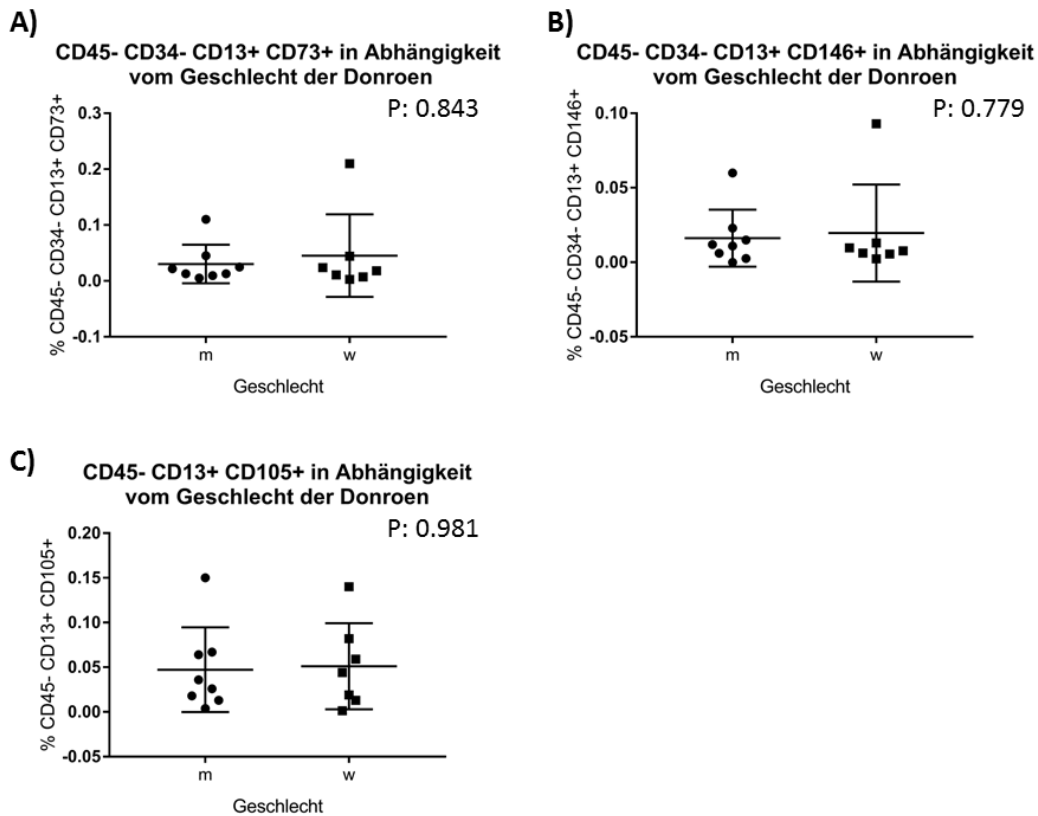 A)
CD45- CD34- CD13+ CD73+ in Abhängigkeit
vom Geschlecht der Donroen
P: 0.843
% CD45- CD34- CD13+ CD73+
0.3
0.2
0.1
0.0
-0.1
m
w
Geschlecht
B)
CD45- CD34- CD13+ CD146+ in Abhängigkeit
vom Geschlecht der Donroen
P: 0.779
% CD45- CD34- CD13+ CD146+
0.10
0.05
0.00
-0.05
m
w
Geschlecht
C)
CD45- CD13+ CD105+ in Abhängigkeit
vom Geschlecht der Donroen
P: 0.981
% CD45- CD13+ CD105+
0.20
0.15
0.10
0.05
0.00
-0.05
m
w
Geschlecht